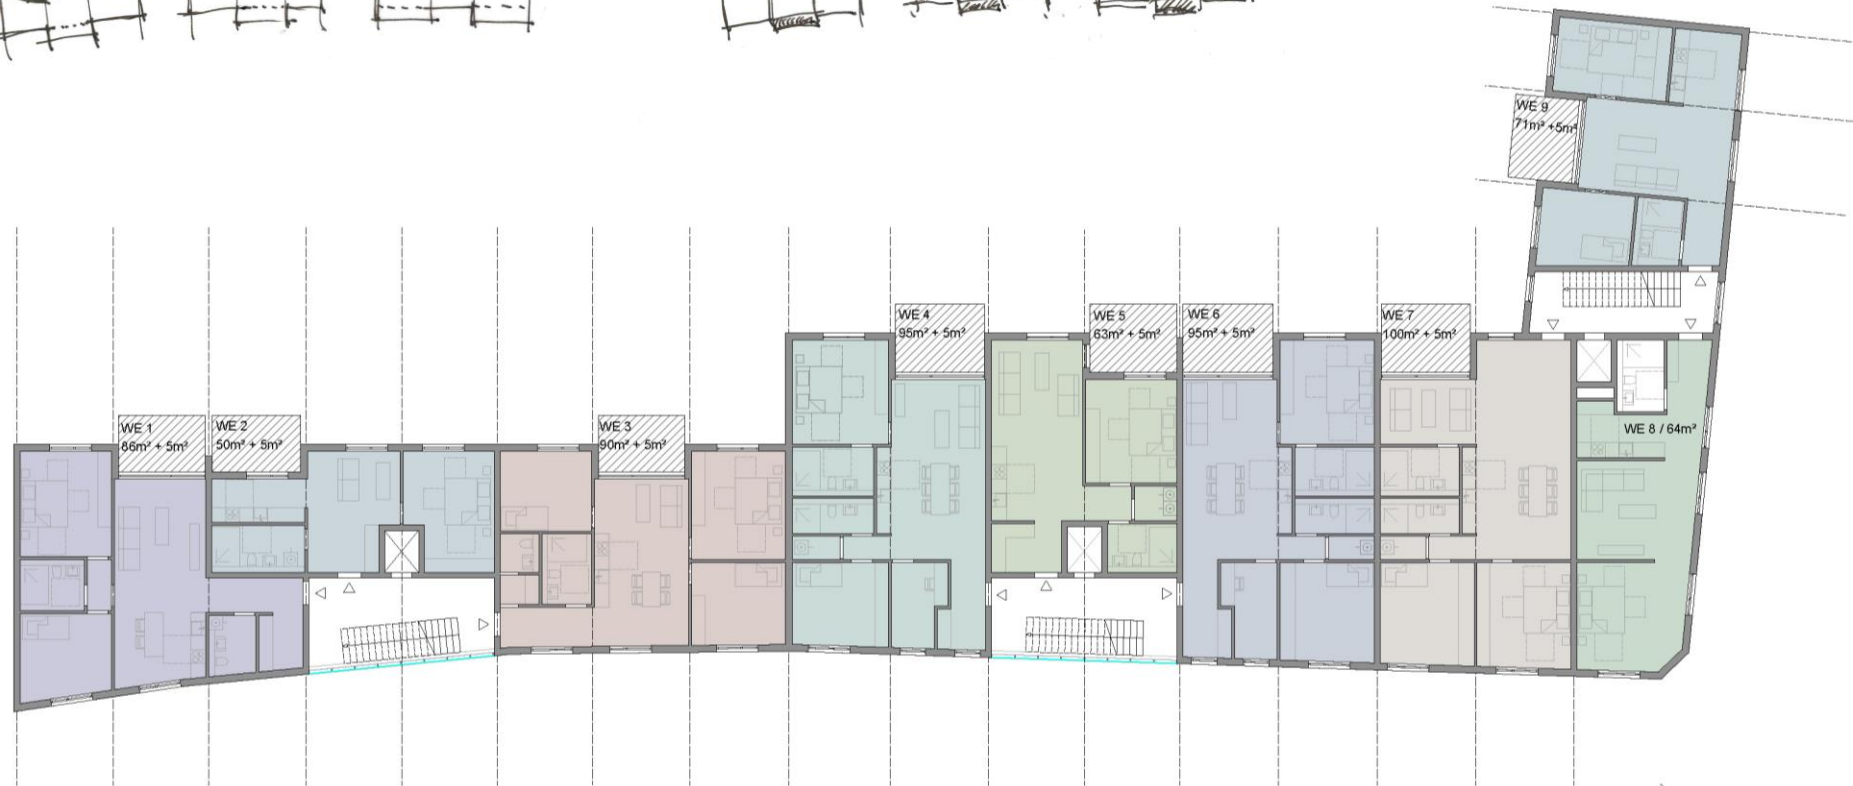 WE 9
71m² +5m²
WE 4
95m² + 5m²
WE 5
63m² + 5m²
WE 6
95m² + 5m²
WE 7
100m² + 5m²
WE 1
86m² + 5m²
WE 2
50m² + 5m²
WE 3
90m² + 5m²
WE 8 / 64m²